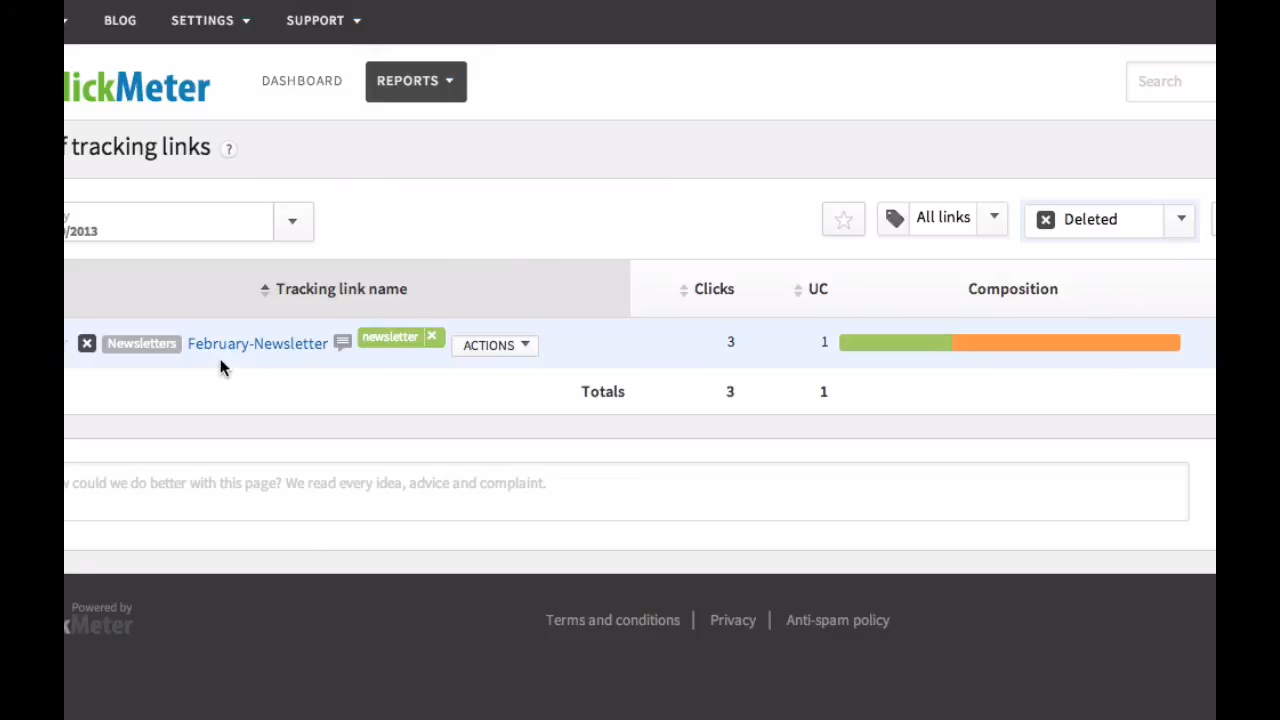 BLOG SETTINGS SUPPORT
lickMeter DASHBOARD REPORTS Search
tracking links ?
y
/2013 All links Deleted
Tracking link name Clicks UC Composition
Newsletters February-Newsletter newsletter ACTIONS 3 1
Totals 3 1
could we do better with this page? We read every idea, advice and complaint.
Powered by
kMeter Terms and conditions | Privacy | Anti-spam policy